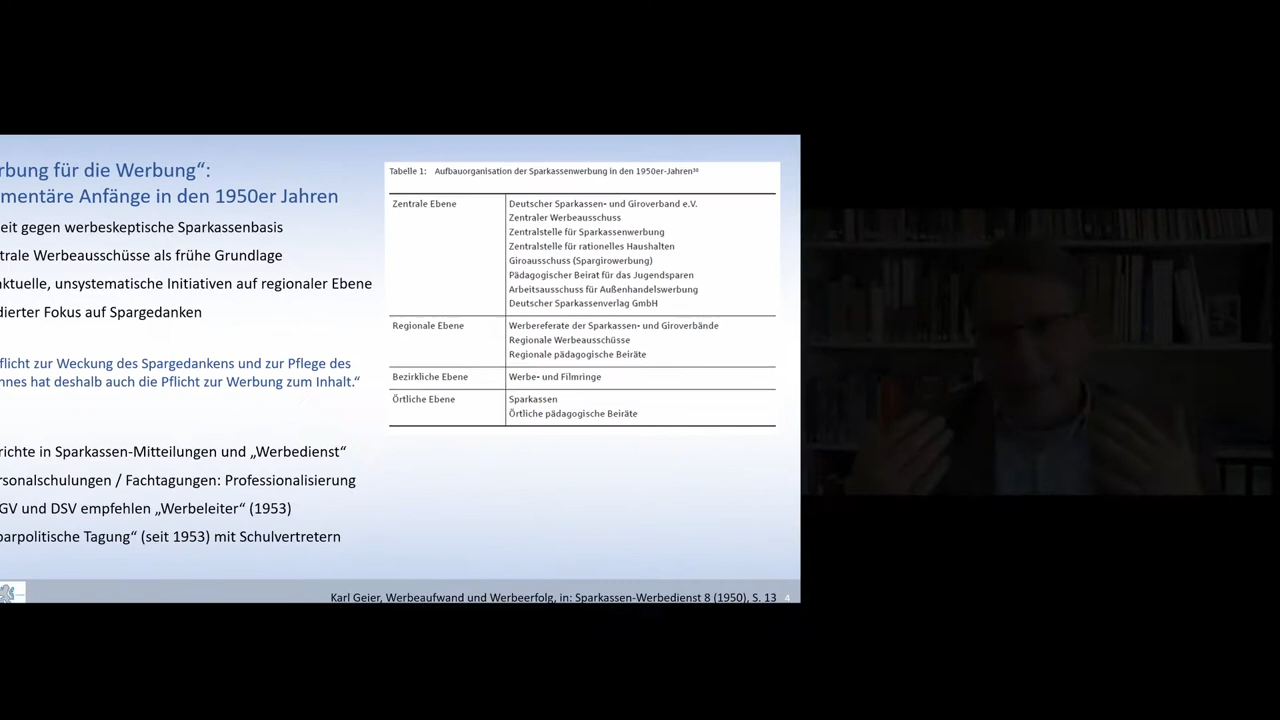 rbung für die Werbung“:
mentäre Anfänge in den 1950er Jahren
eit gegen werbeskeptische Sparkassenbasis
trale Werbeausschüsse als frühe Grundlage
ktuelle, unsystematische Initiativen auf regionaler Ebene
dierter Fokus auf Spargedanken
flicht zur Weckung des Spargedankens und zur Pflege des
nnes hat deshalb auch die Pflicht zur Werbung zum Inhalt.“
richte in Sparkassen-Mitteilungen und „Werbedienst“
rsonalschulungen / Fachtagungen: Professionalisierung
GV und DSV empfehlen „Werbeleiter“ (1953)
parpolitische Tagung“ (seit 1953) mit Schulvertretern
Tabelle 1: Aufbauorganisation der Sparkassenwerbung in den 1950er-Jahren³⁸
Zentrale Ebene Deutscher Sparkassen- und Giroverband e.V.
Zentraler Werbeausschuss
Zentralstelle für Sparkassenwerbung
Zentralstelle für rationelles Haushalten
Giroausschuss (Spargirowerbung)
Pädagogischer Beirat für das Jugendsparen
Arbeitsausschuss für Außenhandelswerbung
Deutscher Sparkassenverlag GmbH
Regionale Ebene Werbereferate der Sparkassen- und Giroverbände
Regionale Werbeausschüsse
Regionale pädagogische Beiräte
Bezirkliche Ebene Werbe- und Filmringe
Örtliche Ebene Sparkassen
Örtliche pädagogische Beiräte
Karl Geier, Werbeaufwand und Werbeerfolg, in: Sparkassen-Werbedienst 8 (1950), S. 13 4